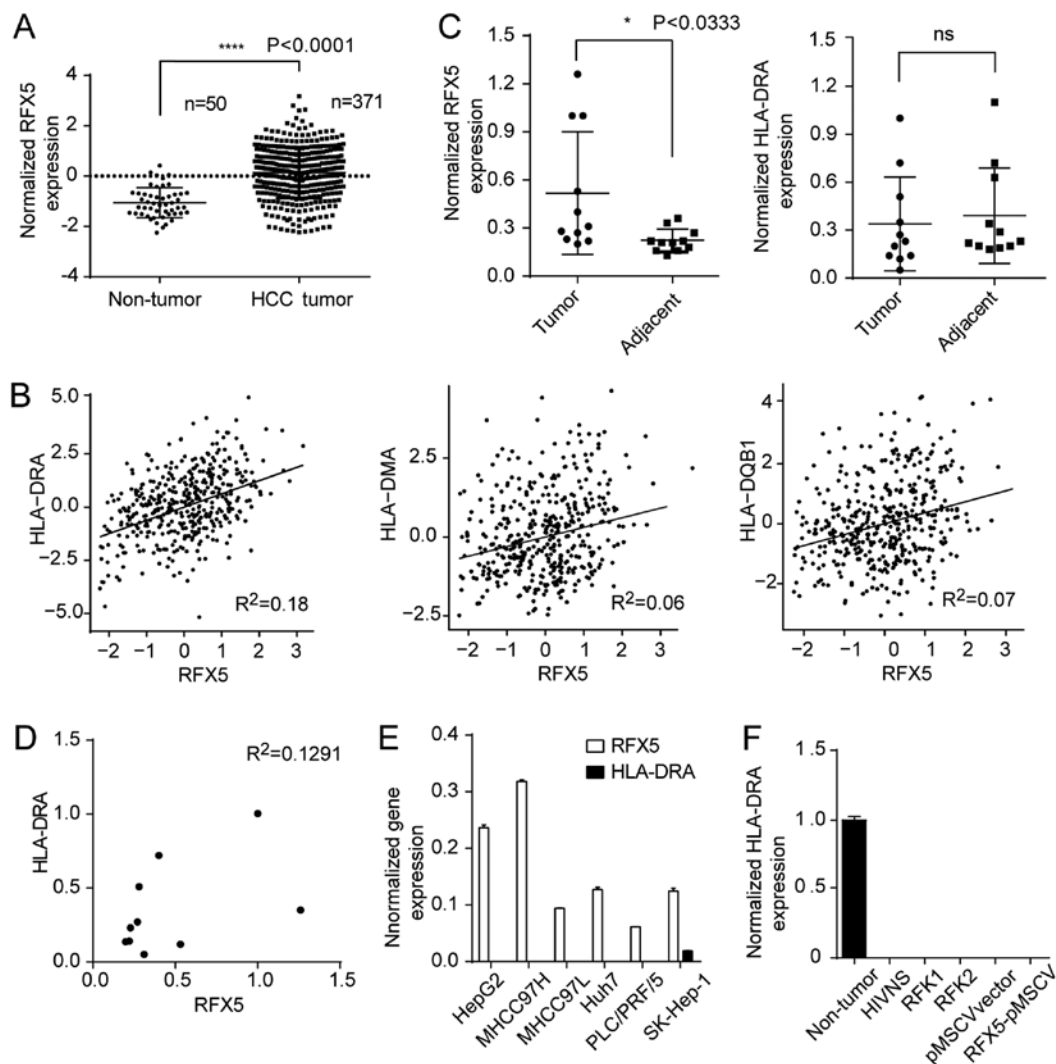 A
**** P<0.0001
n=50 n=371
Normalized RFX5
expression
4
2
0
-2
-4
Non-tumor HCC tumor
C
* P<0.0333
Normalized RFX5
expression
1.5
1.2
0.9
0.6
0.3
0.0
Tumor Adjacent
ns
Normalized HLA-DRA
expression
1.5
1.2
0.9
0.6
0.3
0.0
Tumor Adjacent
B
HLA−DRA
5.0
2.5
0.0
−2.5
−5.0
R²=0.18
−2 −1 0 1 2 3
RFX5
HLA−DMA
2.5
0.0
−2.5
R²=0.06
−2 −1 0 1 2 3
RFX5
HLA−DQB1
4
2
0
−2
R²=0.07
−2 −1 0 1 2 3
RFX5
D
R²=0.1291
HLA-DRA
1.5
1.0
0.5
0.0
0.0 0.5 1.0 1.5
RFX5
E
RFX5
HLA-DRA
Nnormalized gene
expression
0.4
0.3
0.2
0.1
0.0
HepG2 MHCC97H MHCC97L Huh7 PLC/PRF/5 SK-Hep-1
F
Normalized HLA-DRA
expression
1.5
1.0
0.5
0.0
Non-tumor HIVNS RFK1 RFK2 pMSCVvector RFX5-pMSCV